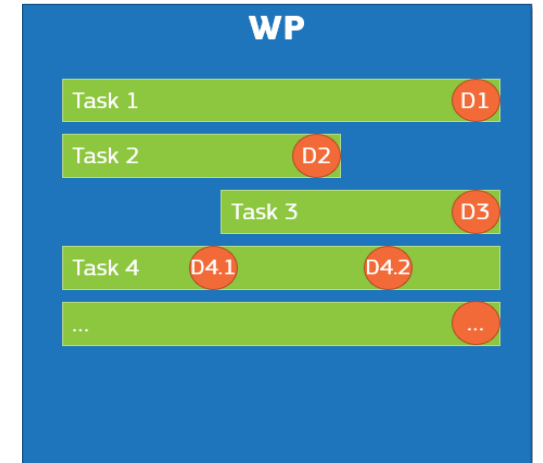 WP
Task 1 D1
Task 2 D2
Task 3 D3
Task 4 D4.1 D4.2
... ...